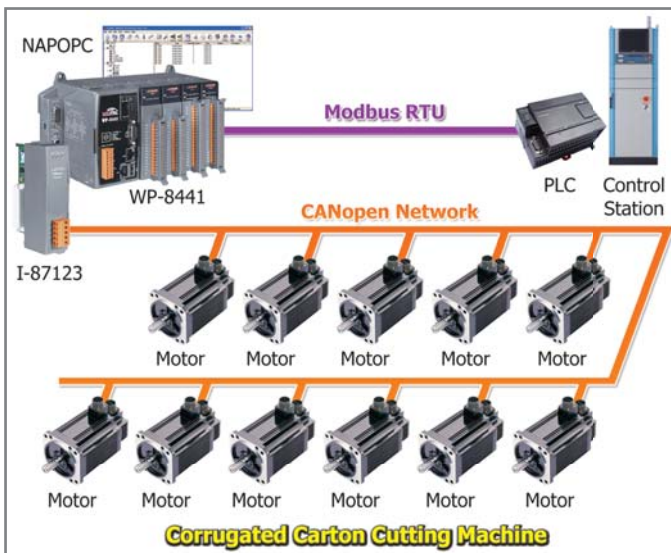 NAPOPC
Modbus RTU
WP-8441
PLC
Control
Station
I-87123
CANopen Network
Motor
Motor
Motor
Motor
Motor
Motor
Motor
Motor
Motor
Motor
Motor
Corrugated Carton Cutting Machine